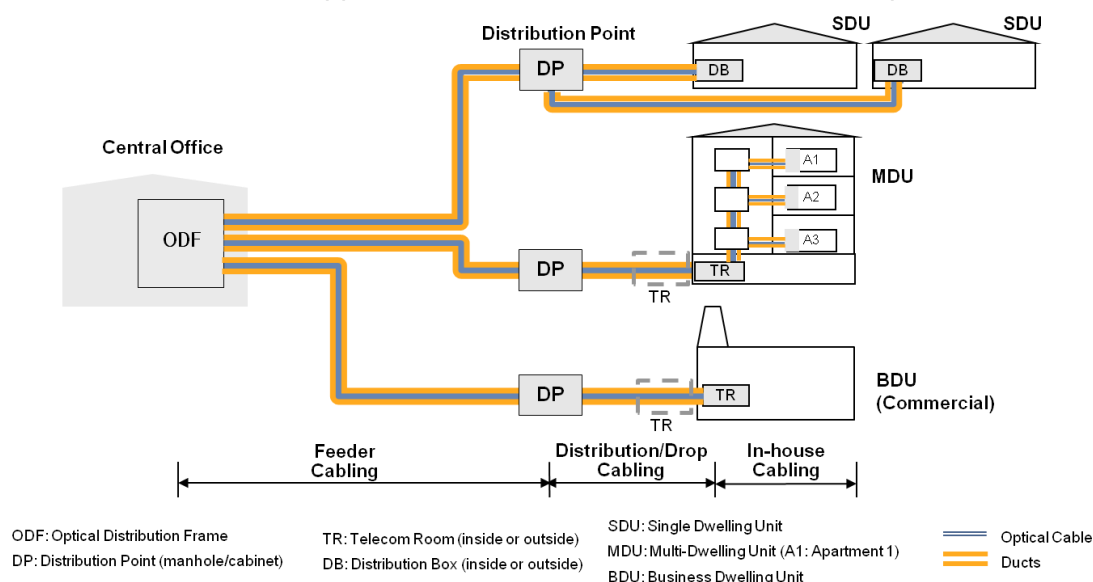 SDU
SDU
Distribution Point
DP
DB
DB
Central Office
A1
MDU
A2
ODF
A3
DP
TR
TR
DP
TR
BDU
(Commercial)
TR
Feeder
Cabling
Distribution/Drop
Cabling
In-house
Cabling
ODF: Optical Distribution Frame
DP: Distribution Point (manhole/cabinet)
TR: Telecom Room (inside or outside)
DB: Distribution Box (inside or outside)
SDU: Single Dwelling Unit
MDU: Multi-Dwelling Unit (A1: Apartment 1)
BDU: Business Dwelling Unit
Optical Cable
Ducts